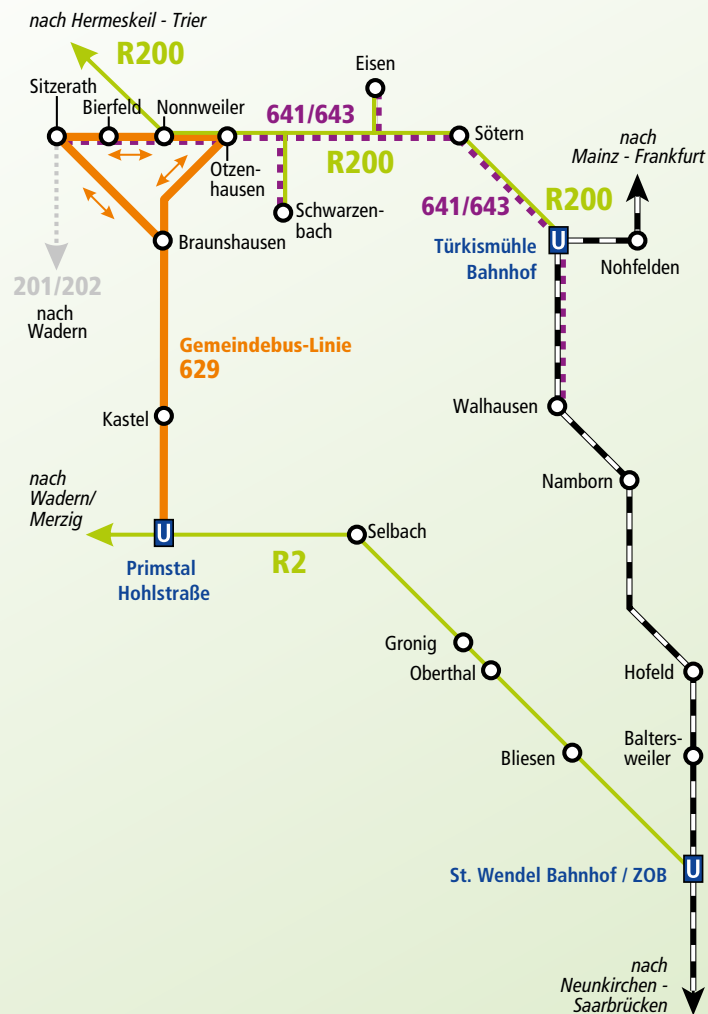 nach Hermeskeil - Trier
R200
Eisen
Sitzerath
Bierfeld
Nonnweiler
641/643
Sötern
R200
Otzen-
hausen
nach
Mainz - Frankfurt
Schwarzen-
bach
641/643
R200
Braunshausen
U
Türkismühle
Bahnhof
Nohfelden
201/202
nach
Wadern
Gemeindebus-Linie
629
Walhausen
Kastel
nach
Wadern/
Merzig
Namborn
U
Selbach
R2
Primstal
Hohlstraße
Gronig
Oberthal
Hofeld
Bliesen
Balters-
weiler
St. Wendel Bahnhof / ZOB
U
nach
Neunkirchen -
Saarbrücken